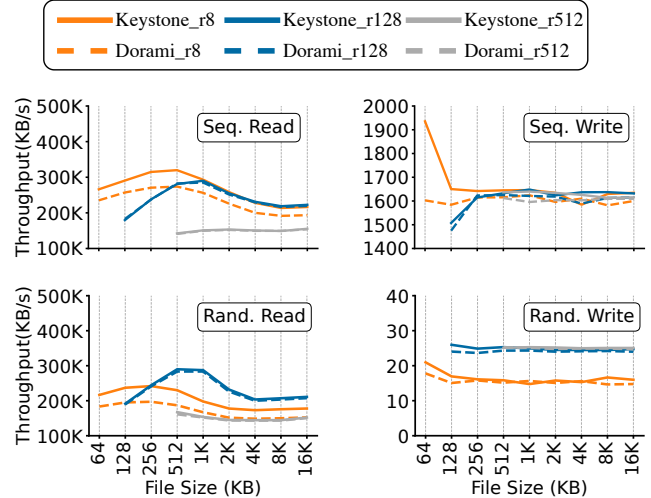 Keystone_r8 Keystone_r128 Keystone_r512
Dorami_r8 Dorami_r128 Dorami_r512
Throughput(KB/s)
500K
400K
300K
200K
100K
Seq. Read
2000
1900
1800
1700
1600
1500
1400
Seq. Write
Throughput(KB/s)
500K
400K
300K
200K
100K
Rand. Read
64 128 256 512 1K 2K 4K 8K 16K
File Size (KB)
40
30
20
10
0
Rand. Write
64 128 256 512 1K 2K 4K 8K 16K
File Size (KB)